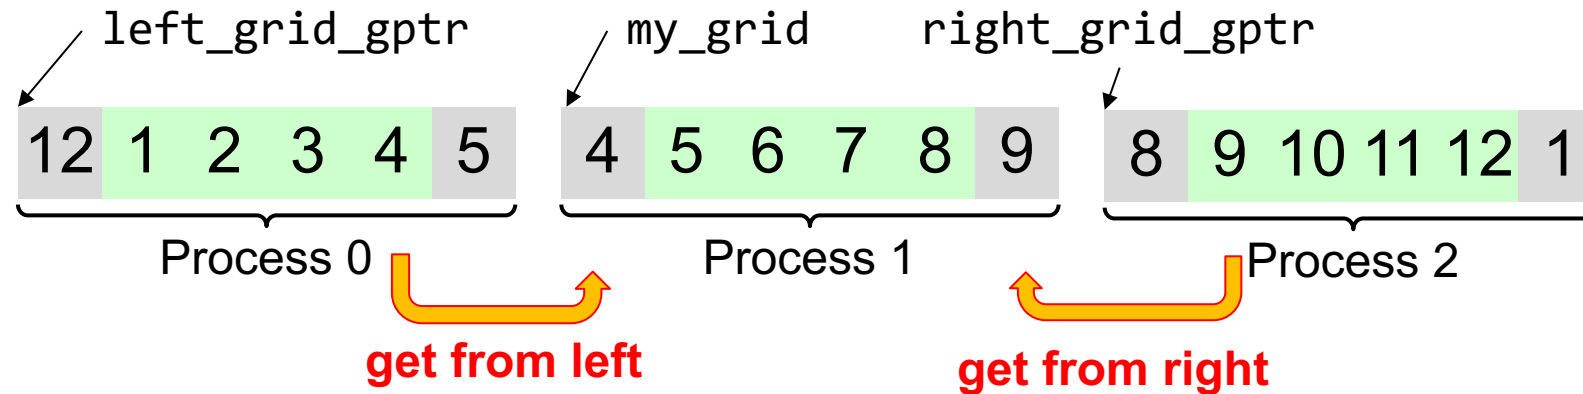 left_grid_gptr my_grid right_grid_gptr
12 1 2 3 4 5 4 5 6 7 8 9 8 9 10 11 12 1
Process 0 Process 1 Process 2
get from left get from right